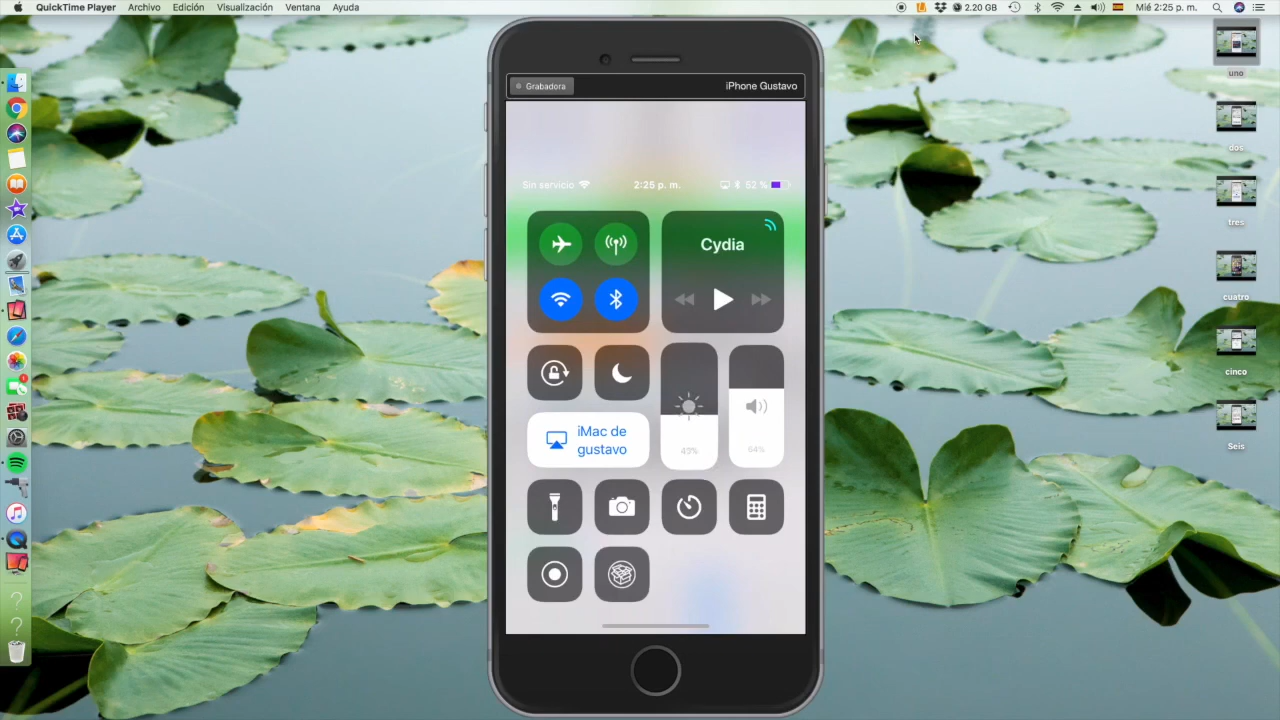 QuickTime Player Archivo Edición Visualización Ventana Ayuda
2.20 GB Mié 2:25 p. m.
uno
dos
tres
cuatro
cinco
Seis
Grabadora iPhone Gustavo
Sin servicio 2:25 p. m. 52 %
Cydia
iMac de
gustavo